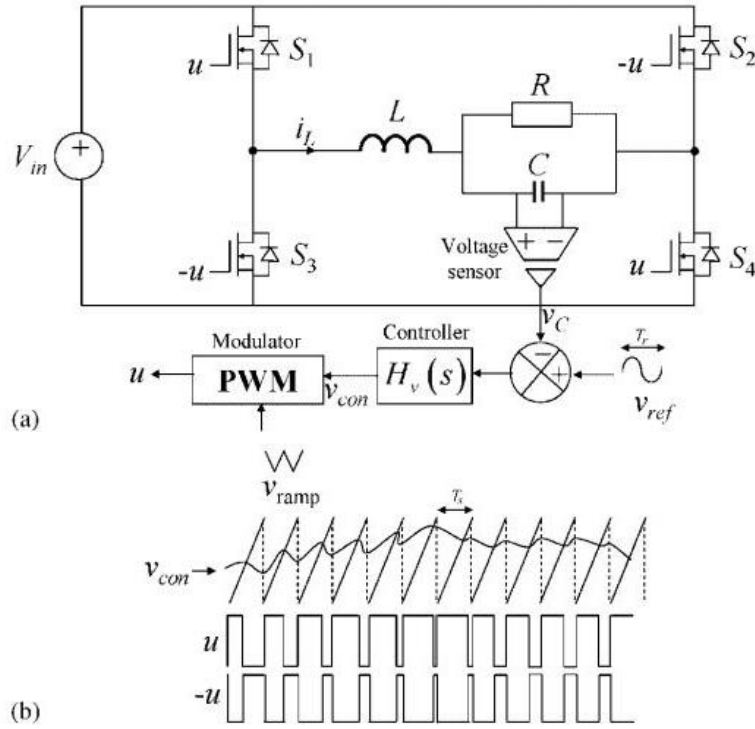 u
S1
-u
S2
R
L
iL
C
Vin
+
-u
S3
Voltage
sensor
+ −
u
S4
vC
Modulator
Controller
u
PWM
vcon
Hv(s)
−
+
Tr
vref
(a)
vramp
Ts
vcon
u
-u
(b)